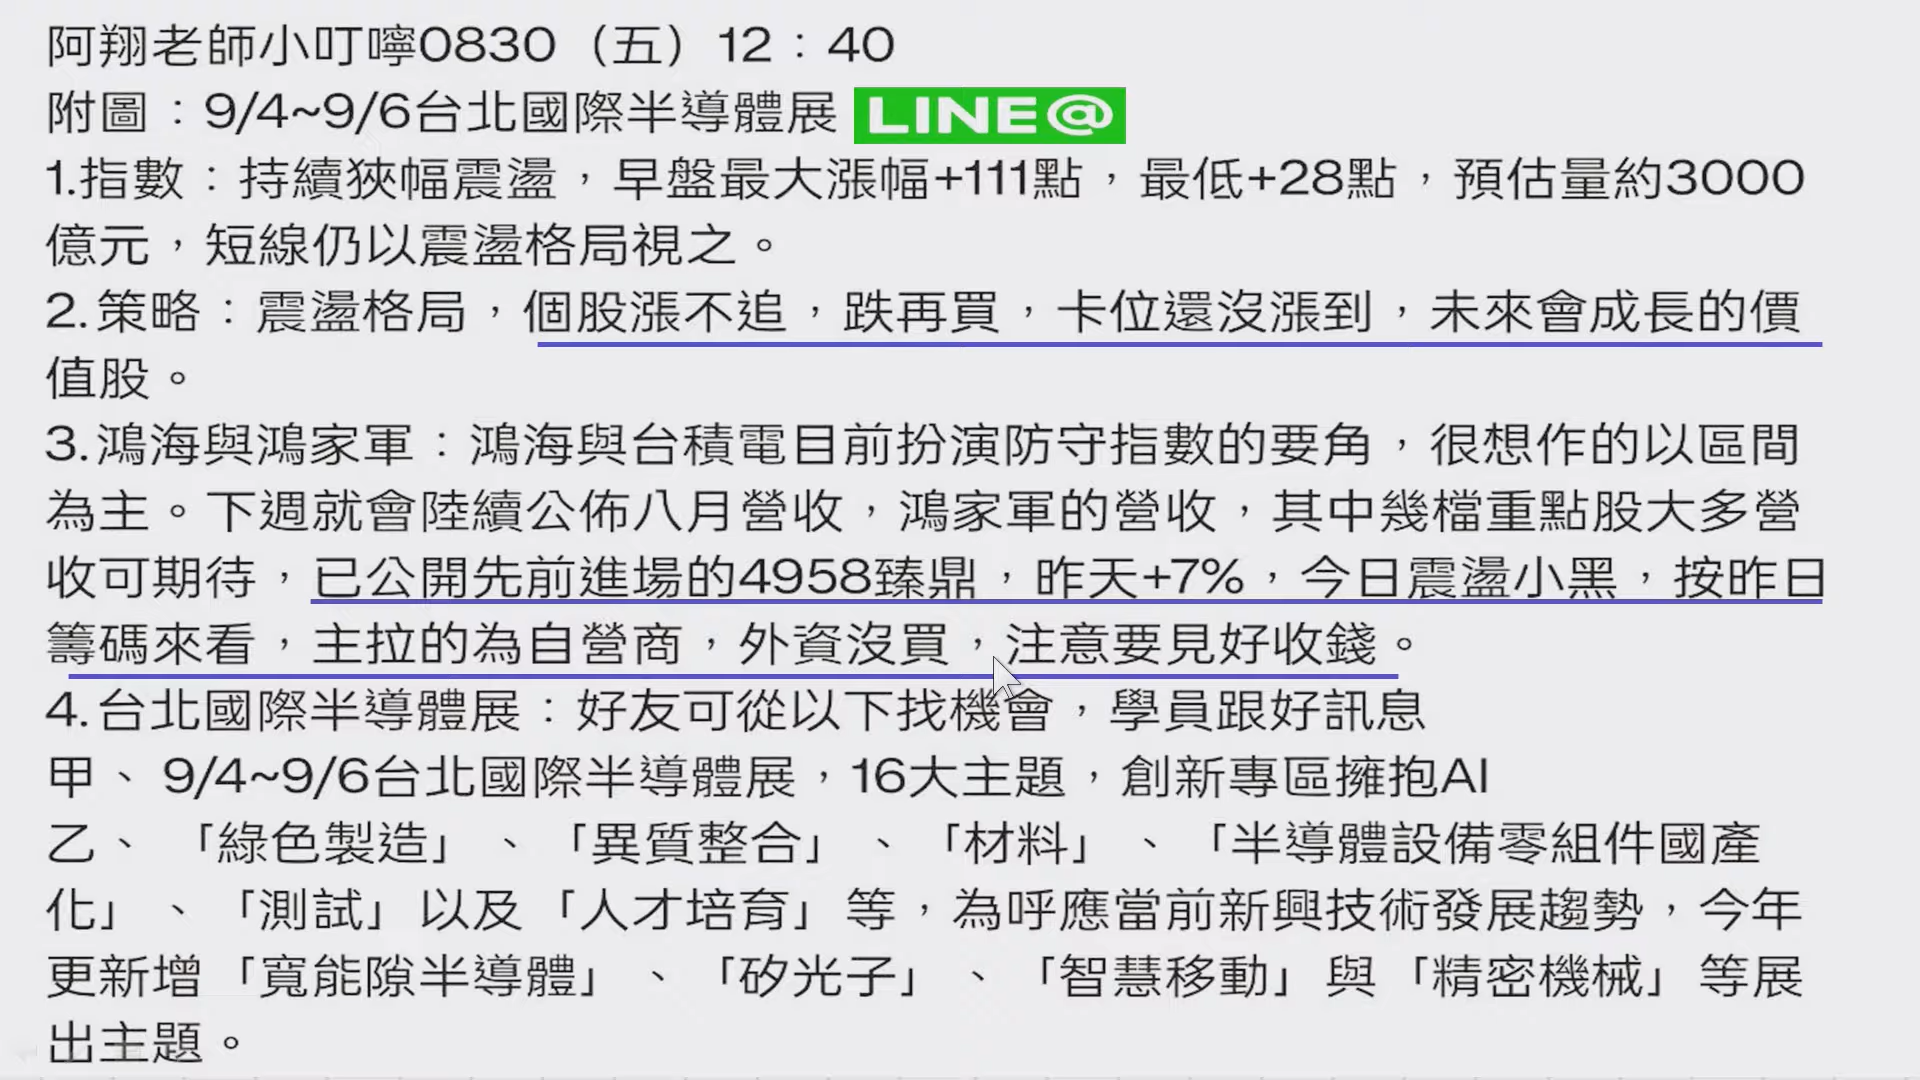 阿翔老師小叮嚀0830（五）12：40
附圖：9/4~9/6台北國際半導體展 LINE@
1.指數：持續狹幅震盪，早盤最大漲幅+111點，最低+28點，預估量約3000
億元，短線仍以震盪格局視之。
2.策略：震盪格局，個股漲不追，跌再買，卡位還沒漲到，未來會成長的價
值股。
3.鴻海與鴻家軍：鴻海與台積電目前扮演防守指數的要角，很想作的以區間
為主。下週就會陸續公佈八月營收，鴻家軍的營收，其中幾檔重點股大多營
收可期待，已公開先前進場的4958臻鼎，昨天+7%，今日震盪小黑，按昨日
籌碼來看，主拉的為自營商，外資沒買，注意要見好收錢。
4.台北國際半導體展：好友可從以下找機會，學員跟好訊息
甲、 9/4~9/6台北國際半導體展，16大主題，創新專區擁抱AI
乙、「綠色製造」、「異質整合」、「材料」、「半導體設備零組件國產
化」、「測試」以及「人才培育」等，為呼應當前新興技術發展趨勢，今年
更新增「寬能隙半導體」、「矽光子」、「智慧移動」與「精密機械」等展
出主題。